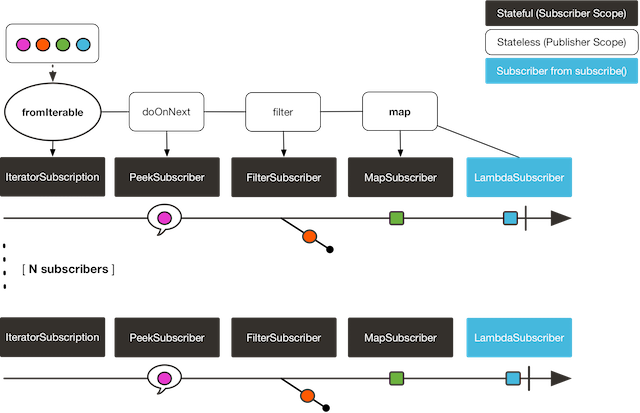 Stateful (Subscriber Scope)
Stateless (Publisher Scope)
Subscriber from subscribe()
fromIterable
doOnNext
filter
map
IteratorSubscription
PeekSubscriber
FilterSubscriber
MapSubscriber
LambdaSubscriber
[ N subscribers ]
IteratorSubscription
PeekSubscriber
FilterSubscriber
MapSubscriber
LambdaSubscriber